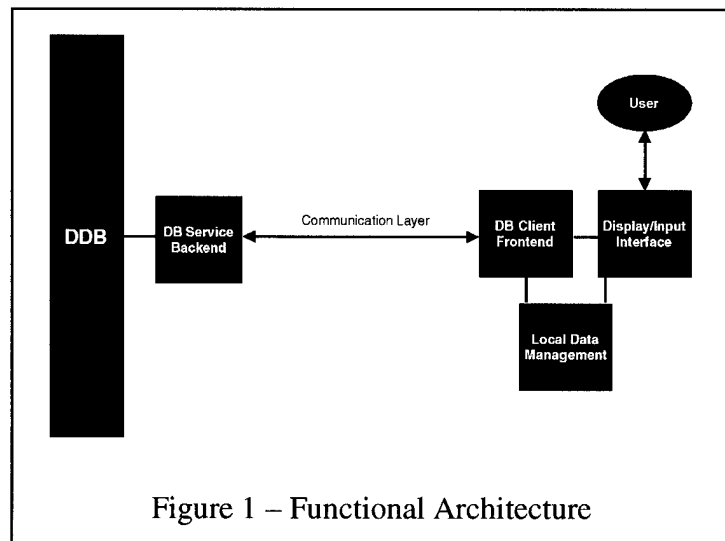 User
DDB
DB Service
Backend
Communication Layer
DB Client
Frontend
Display/Input
Interface
Local Data
Management
Figure 1 – Functional Architecture